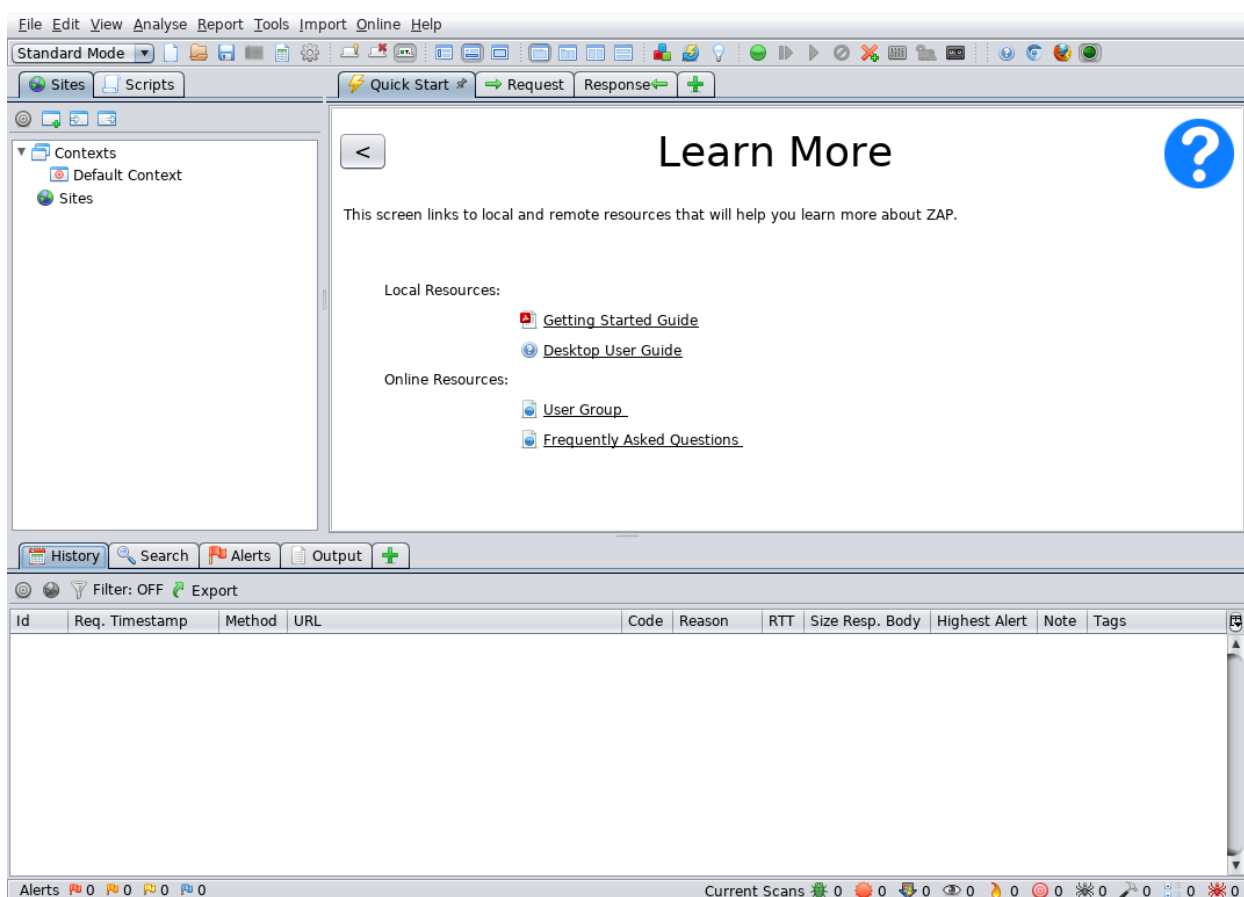 File Edit View Analyse Report Tools Import Online Help
Standard Mode
Sites Scripts Quick Start Request Response
Contexts
Default Context
Sites
<
Learn More
?
This screen links to local and remote resources that will help you learn more about ZAP.
Local Resources:
Getting Started Guide
Desktop User Guide
Online Resources:
User Group
Frequently Asked Questions
History Search Alerts Output
Filter: OFF Export
Id Req. Timestamp Method URL Code Reason RTT Size Resp. Body Highest Alert Note Tags
Alerts 0 0 0 0 Current Scans 0 0 0 0 0 0 0 0 0 0